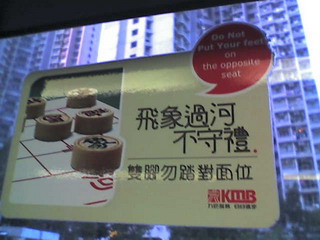 Do Not
Put Your feet
on
the opposite
seat
飛象過河
不守禮.
雙腳勿踏對面位
KMB